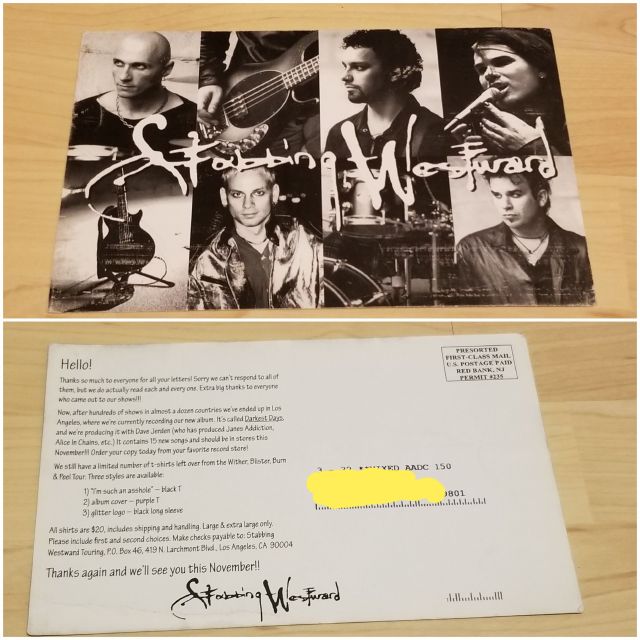 Stabbing Westward
Hello!
Thanks so much to everyone for all your letters! Sorry we can't respond to all of
them, but we do actually read each and every one. Extra big thanks to everyone
who came out to our shows!!!
Now, after hundreds of shows in almost a dozen countries we've ended up in Los
Angeles, where we're currently recording our new album. It's called Darkest Days,
and we're producing it with Dave Jerden (who has produced Janes Addiction,
Alice In Chains, etc.) It contains 15 new songs and should be in stores this
November!!! Order your copy today from your favorite record store!
We still have a limited number of t-shirts left over from the Wither, Blister, Burn
& Peel Tour. Three styles are available:
1) "I'm such an asshole" – black T
2) album cover – purple T
3) glitter logo – black long sleeve
All shirts are $20, includes shipping and handling. Large & extra large only.
Please include first and second choices. Make checks payable to: Stabbing
Westward Touring, P.O. Box 46, 419 N. Larchmont Blvd., Los Angeles, CA 90004
Thanks again and we'll see you this November!!
Stabbing Westward
PRESORTED
FIRST-CLASS MAIL
U.S. POSTAGE PAID
RED BANK, NJ
PERMIT #235
AADC 150
9801